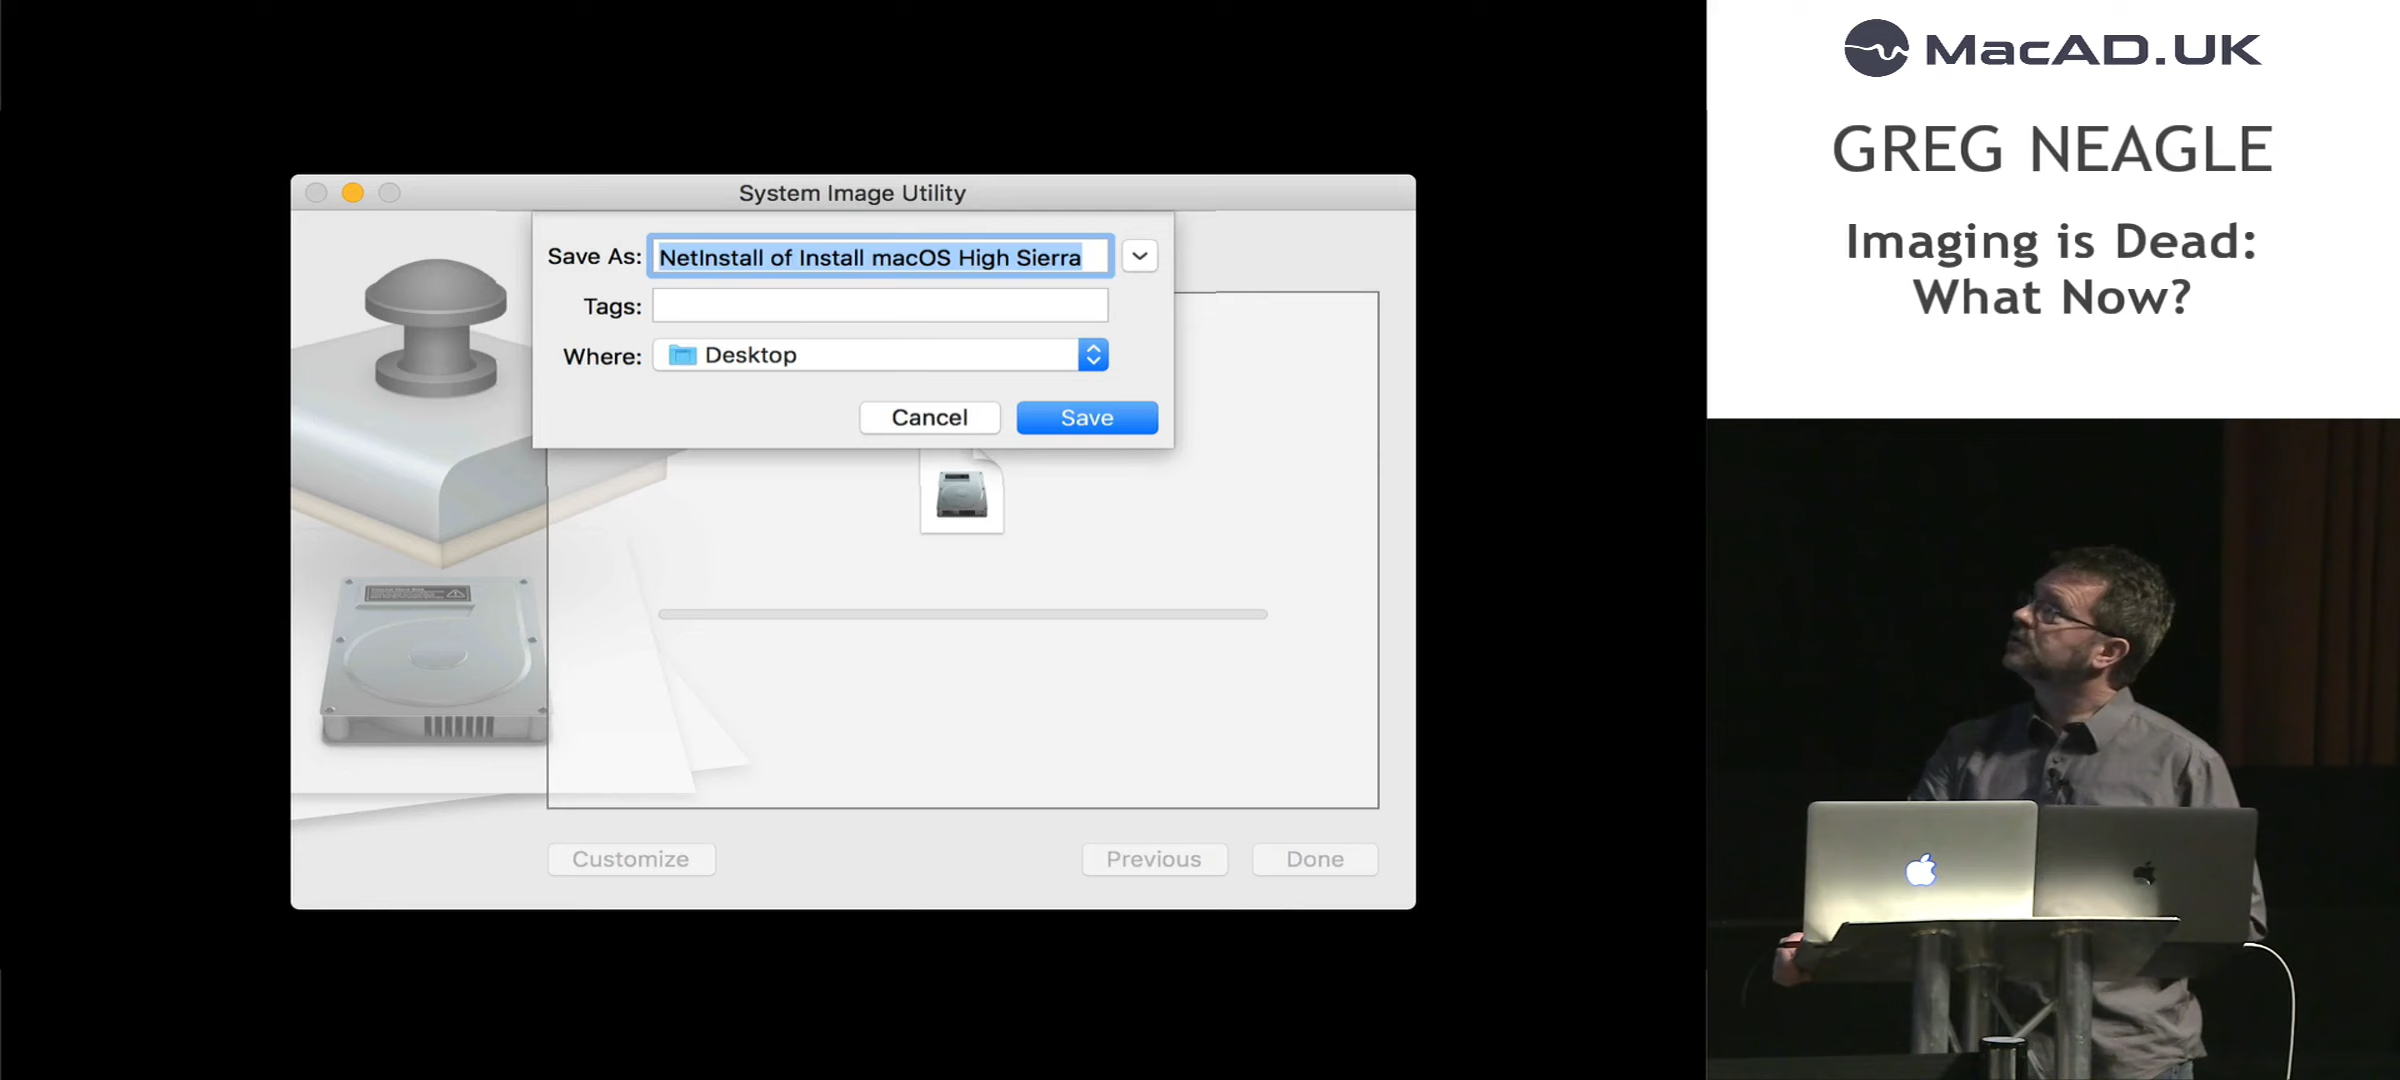 System Image Utility
Save As: NetInstall of Install macOS High Sierra
Tags:
Where: Desktop
Cancel Save
Customize Previous Done
MacAD.UK
GREG NEAGLE
Imaging is Dead:
What Now?